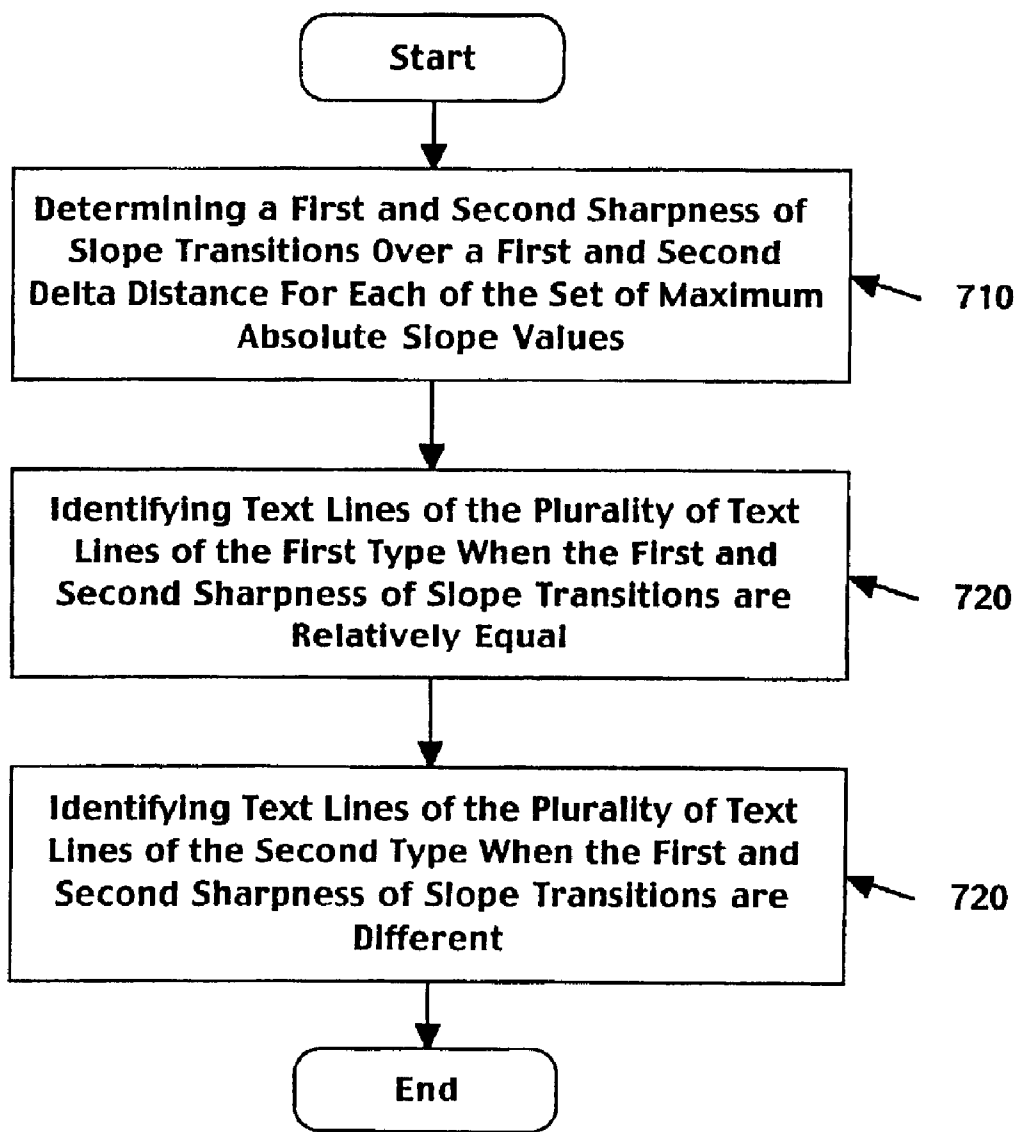 Start
Determining a First and Second Sharpness of
Slope Transitions Over a First and Second
Delta Distance For Each of the Set of Maximum
Absolute Slope Values
710
Identifying Text Lines of the Plurality of Text
Lines of the First Type When the First and
Second Sharpness of Slope Transitions are
Relatively Equal
720
Identifying Text Lines of the Plurality of Text
Lines of the Second Type When the First and
Second Sharpness of Slope Transitions are
Different
720
End